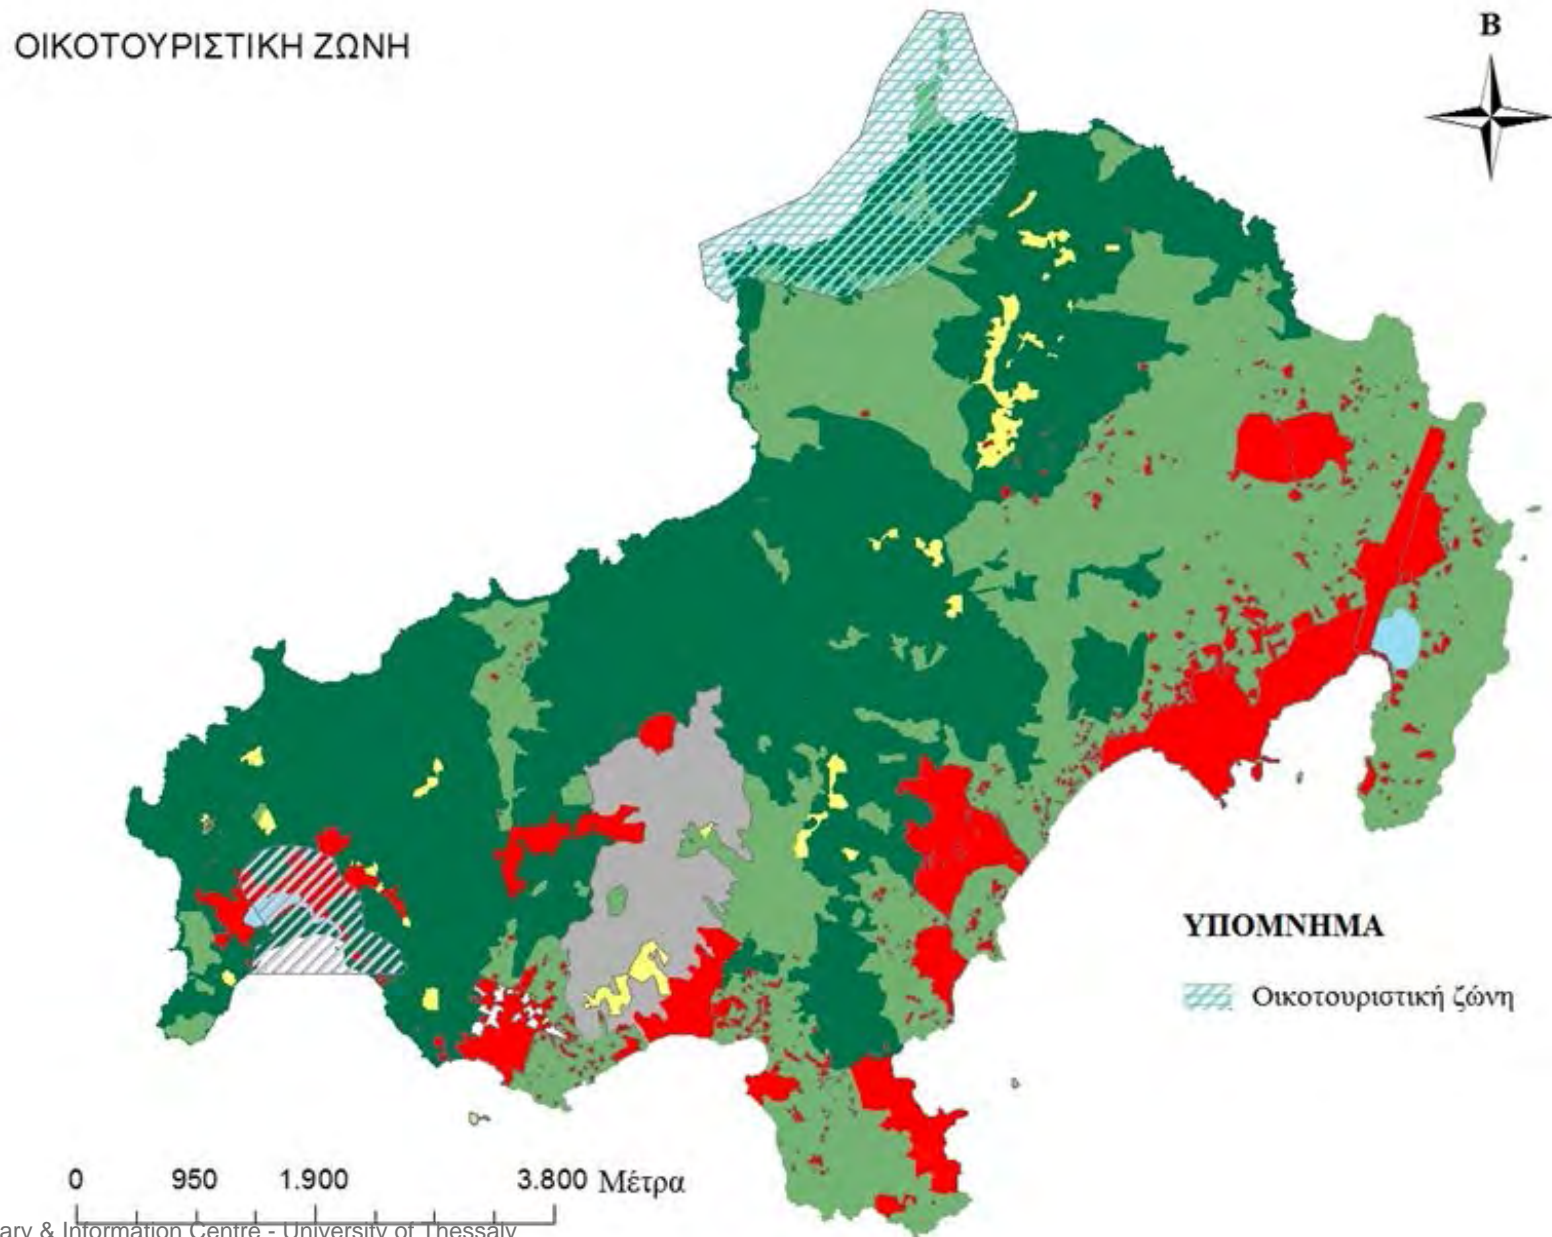 ΟΙΚΟΤΟΥΡΙΣΤΙΚΗ ΖΩΝΗ
Β
ΥΠΟΜΝΗΜΑ
Οικοτουριστική ζώνη
0 950 1.900 3.800 Μέτρα
& Information Centre - University of Thessaly